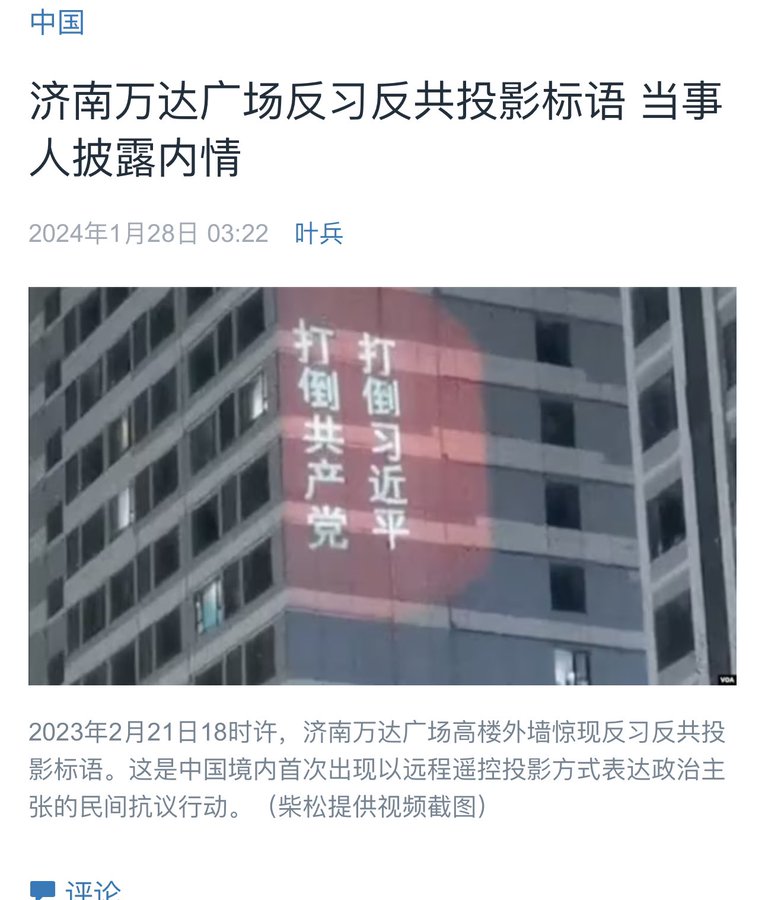 中国
济南万达广场反习反共投影标语 当事
人披露内情
2024年1月28日 03:22 叶兵
打倒习近平
打倒共产党
VOA
2023年2月21日18时许，济南万达广场高楼外墙惊现反习反共投
影标语。这是中国境内首次出现以远程遥控投影方式表达政治主
张的民间抗议行动。（柴松提供视频截图）
评论